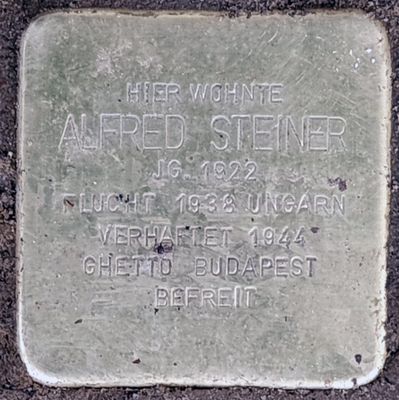 HIER WOHNTE
ALFRED STEINER
JG. 1922
FLUCHT 1938 UNGARN
VERHAFTET 1944
GHETTO BUDAPEST
BEFREIT